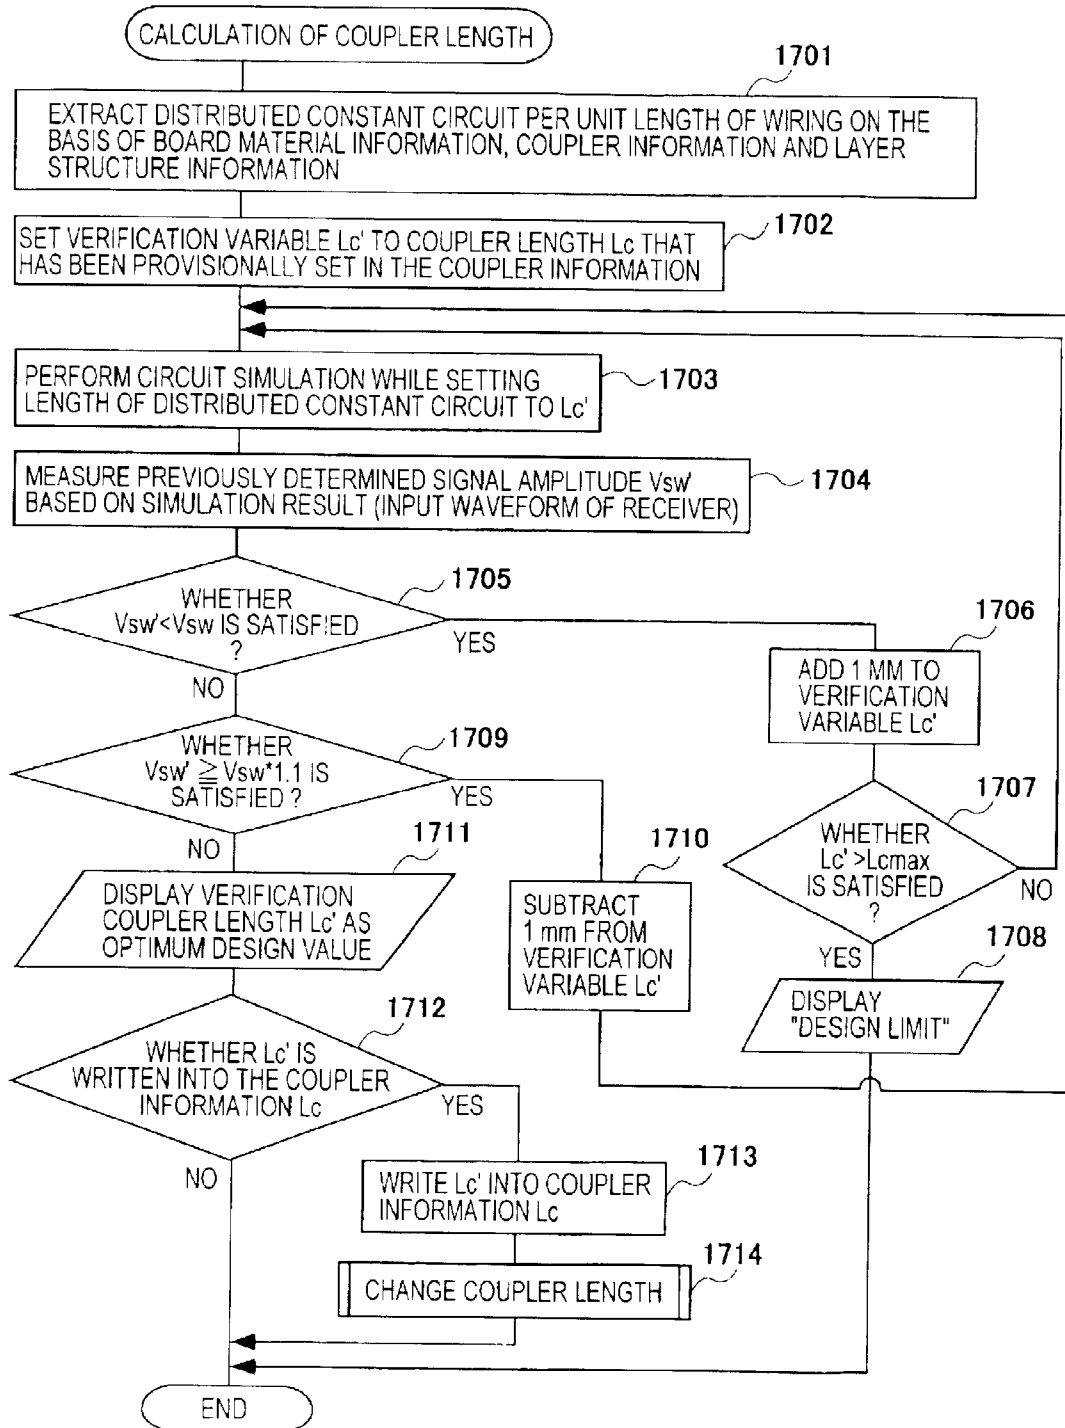 CALCULATION OF COUPLER LENGTH
1701
EXTRACT DISTRIBUTED CONSTANT CIRCUIT PER UNIT LENGTH OF WIRING ON THE
BASIS OF BOARD MATERIAL INFORMATION, COUPLER INFORMATION AND LAYER
STRUCTURE INFORMATION
1702
SET VERIFICATION VARIABLE Lc' TO COUPLER LENGTH Lc THAT
HAS BEEN PROVISIONALLY SET IN THE COUPLER INFORMATION
1703
PERFORM CIRCUIT SIMULATION WHILE SETTING
LENGTH OF DISTRIBUTED CONSTANT CIRCUIT TO Lc'
1704
MEASURE PREVIOUSLY DETERMINED SIGNAL AMPLITUDE Vsw'
BASED ON SIMULATION RESULT (INPUT WAVEFORM OF RECEIVER)
1705
WHETHER
Vsw'<Vsw IS SATISFIED
?
YES
NO
1706
ADD 1 MM TO
VERIFICATION
VARIABLE Lc'
1709
WHETHER
Vsw' ≧ Vsw*1.1 IS
SATISFIED ?
YES
NO
1707
WHETHER
Lc' >Lcmax
IS SATISFIED
?
NO
YES
1711
DISPLAY VERIFICATION
COUPLER LENGTH Lc' AS
OPTIMUM DESIGN VALUE
1710
SUBTRACT
1 mm FROM
VERIFICATION
VARIABLE Lc'
1708
DISPLAY
"DESIGN LIMIT"
1712
WHETHER Lc' IS
WRITTEN INTO THE COUPLER
INFORMATION Lc
YES
NO
1713
WRITE Lc' INTO COUPLER
INFORMATION Lc
1714
CHANGE COUPLER LENGTH
END